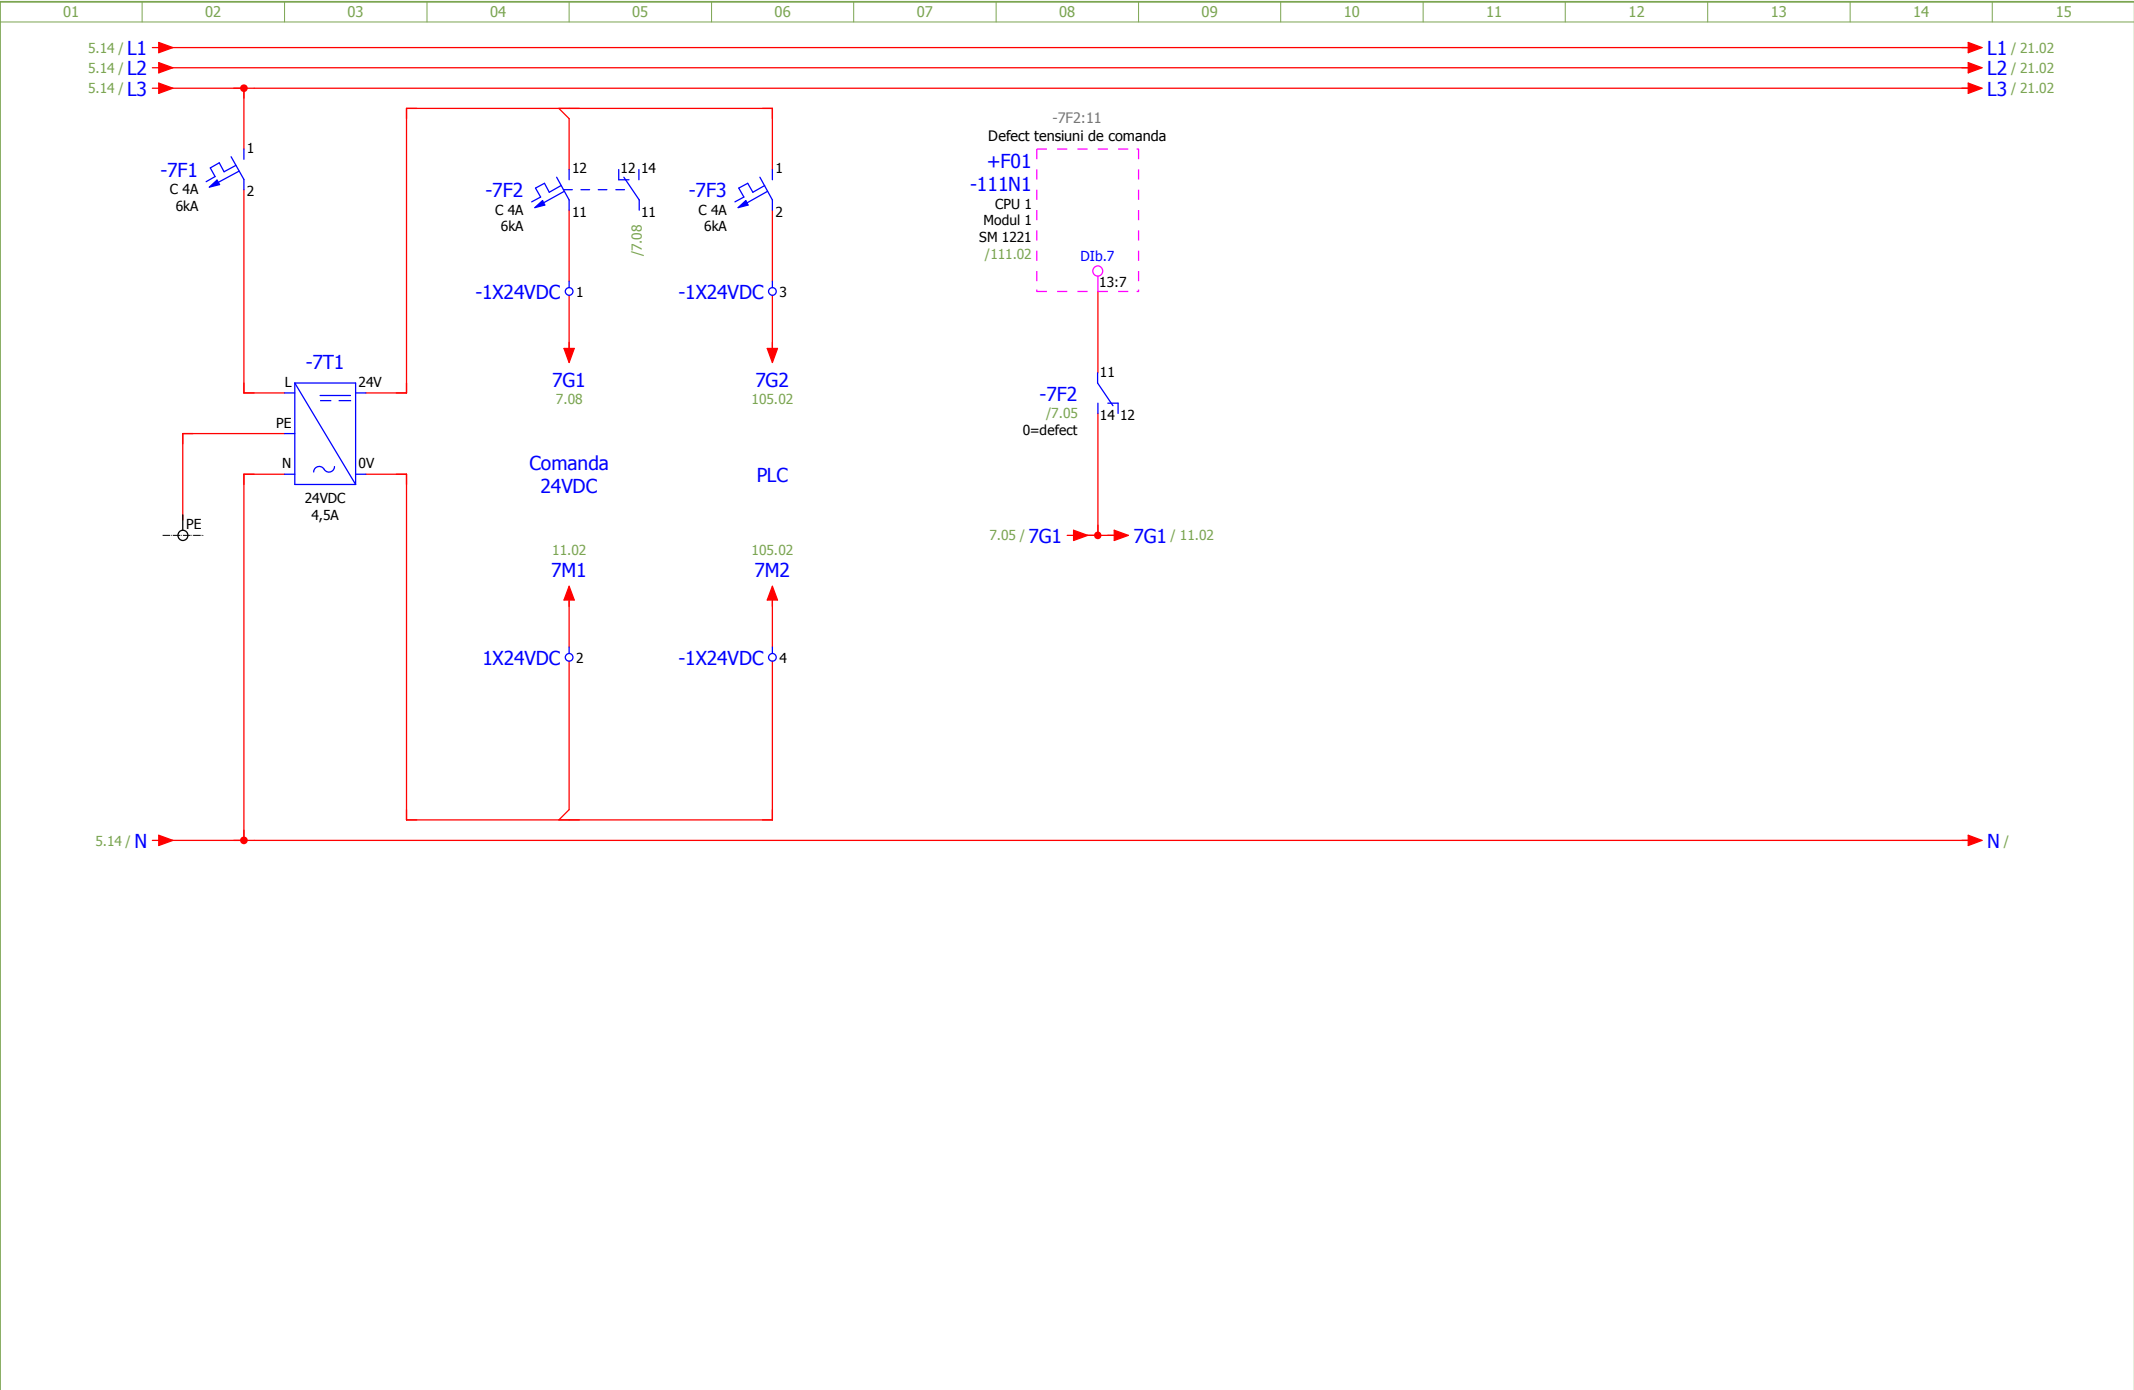 01 02 03 04 05 06 07 08 09 10 11 12 13 14 15
5.14 / L1 L1 / 21.02
5.14 / L2 L2 / 21.02
5.14 / L3 L3 / 21.02
-7F1
C 4A
6kA
1
2
-7F2
C 4A
6kA
12
11
12 14
11
/7.08
-7F3
C 4A
6kA
1
2
-7F2:11
Defect tensiuni de comanda
+F01
-111N1
CPU 1
Modul 1
SM 1221
/111.02
DIb.7
13:7
-1X24VDC 1
-1X24VDC 3
-7T1
L 24V
PE
N 0V
24VDC
4,5A
PE
7G1
7.08
7G2
105.02
-7F2
/7.05
0=defect
11
14 12
Comanda
24VDC
PLC
7.05 / 7G1 7G1 / 11.02
11.02
7M1
105.02
7M2
1X24VDC 2
-1X24VDC 4
5.14 / N N /